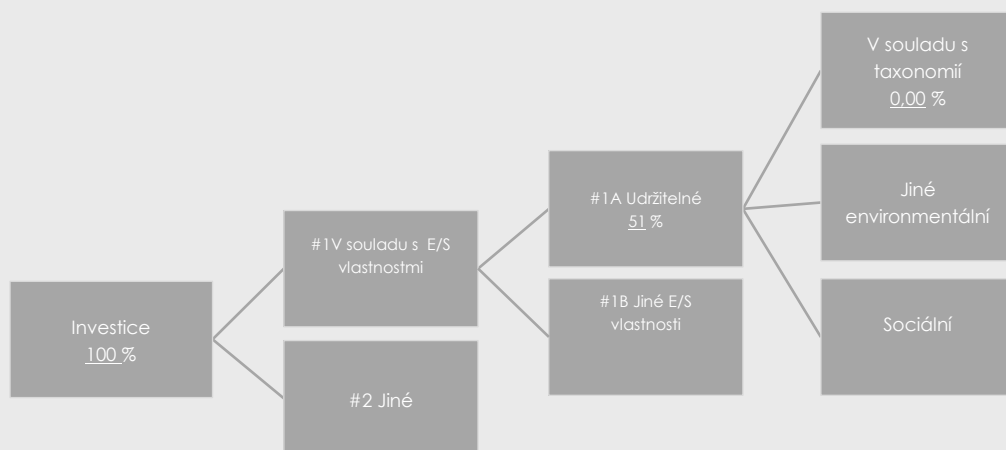 Investice
100 %
#1V souladu s E/S
vlastnostmi
#2 Jiné
#1A Udržitelné
51 %
#1B Jiné E/S
vlastnosti
V souladu s
taxonomií
0,00 %
Jiné
environmentální
Sociální